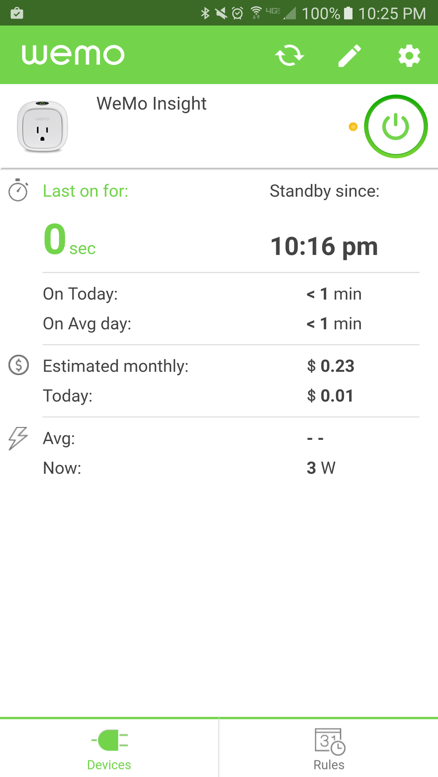 100% 10:25 PM
wemo
WeMo Insight
Last on for: Standby since:
0 sec 10:16 pm
On Today: < 1 min
On Avg day: < 1 min
Estimated monthly: $ 0.23
Today: $ 0.01
Avg: - -
Now: 3 W
31
Devices Rules